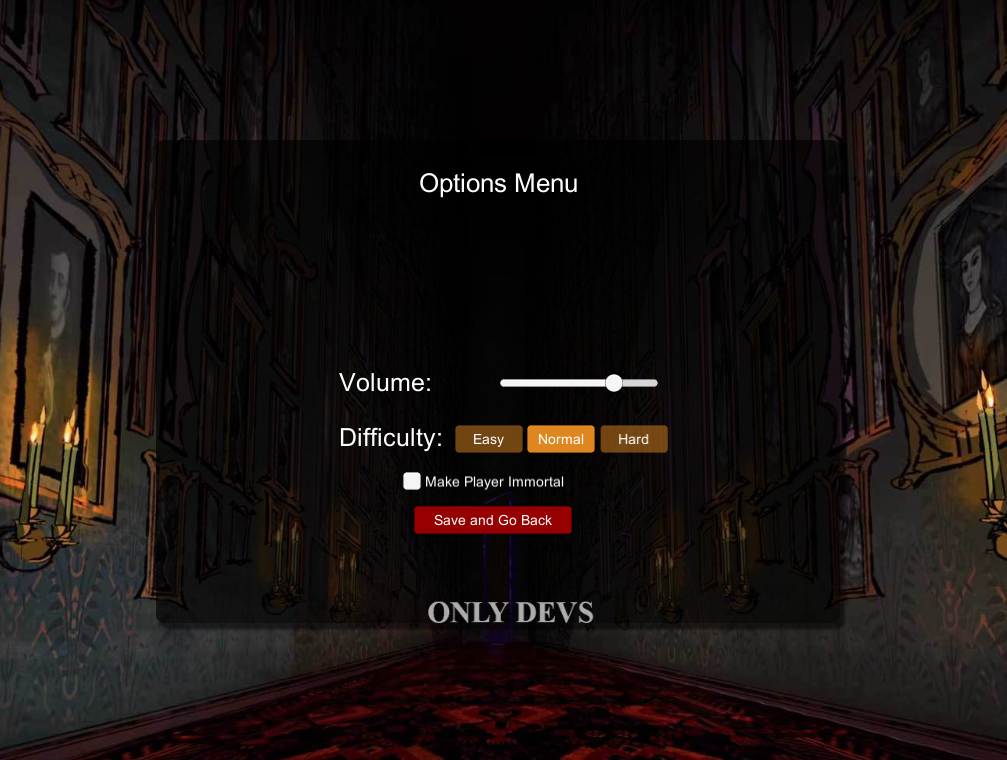 Options Menu
Volume:
Difficulty: Easy Normal Hard
Make Player Immortal
Save and Go Back
ONLY DEVS